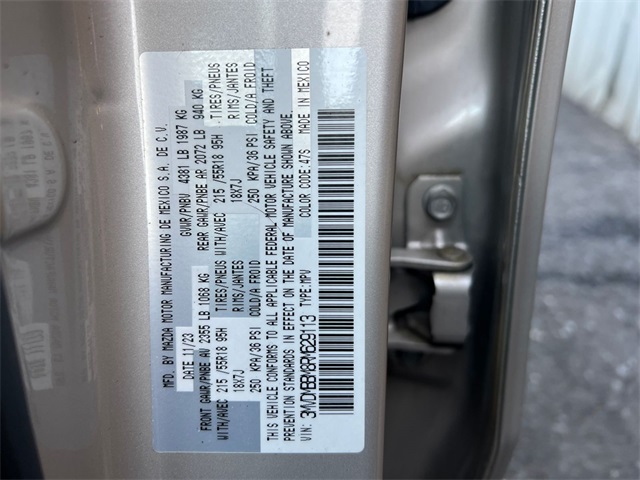 MFD. BY MAZDA MOTOR MANUFACTURING DE MEXICO S.A. DE C.V.
DATE: 11/23 GVWR/PNBV 4381 LB 1987 KG
FRONT GAWR/PNBE AV 2355 LB 1068 KG REAR GAWR/PNBE AR 2072 LB 940 KG
WITH/AVEC 215/55R18 95H TIRES/PNEUS WITH/AVEC 215/55R18 95H TIRES/PNEUS
18X7J RIMS/JANTES 18X7J RIMS/JANTES
250 KPA/36 PSI COLD/A FROID /250 KPA/36 PSI COLD/A FROID
THIS VEHICLE CONFORMS TO ALL APPLICABLE FEDERAL MOTOR VEHICLE SAFETY AND THEFT
PREVENTION STANDARDS IN EFFECT ON THE DATE OF MANUFACTURE SHOWN ABOVE.
VIN: 3MVDMBBM8RM629113 TYPE:MPV COLOR CODE:47S MADE IN MEXICO